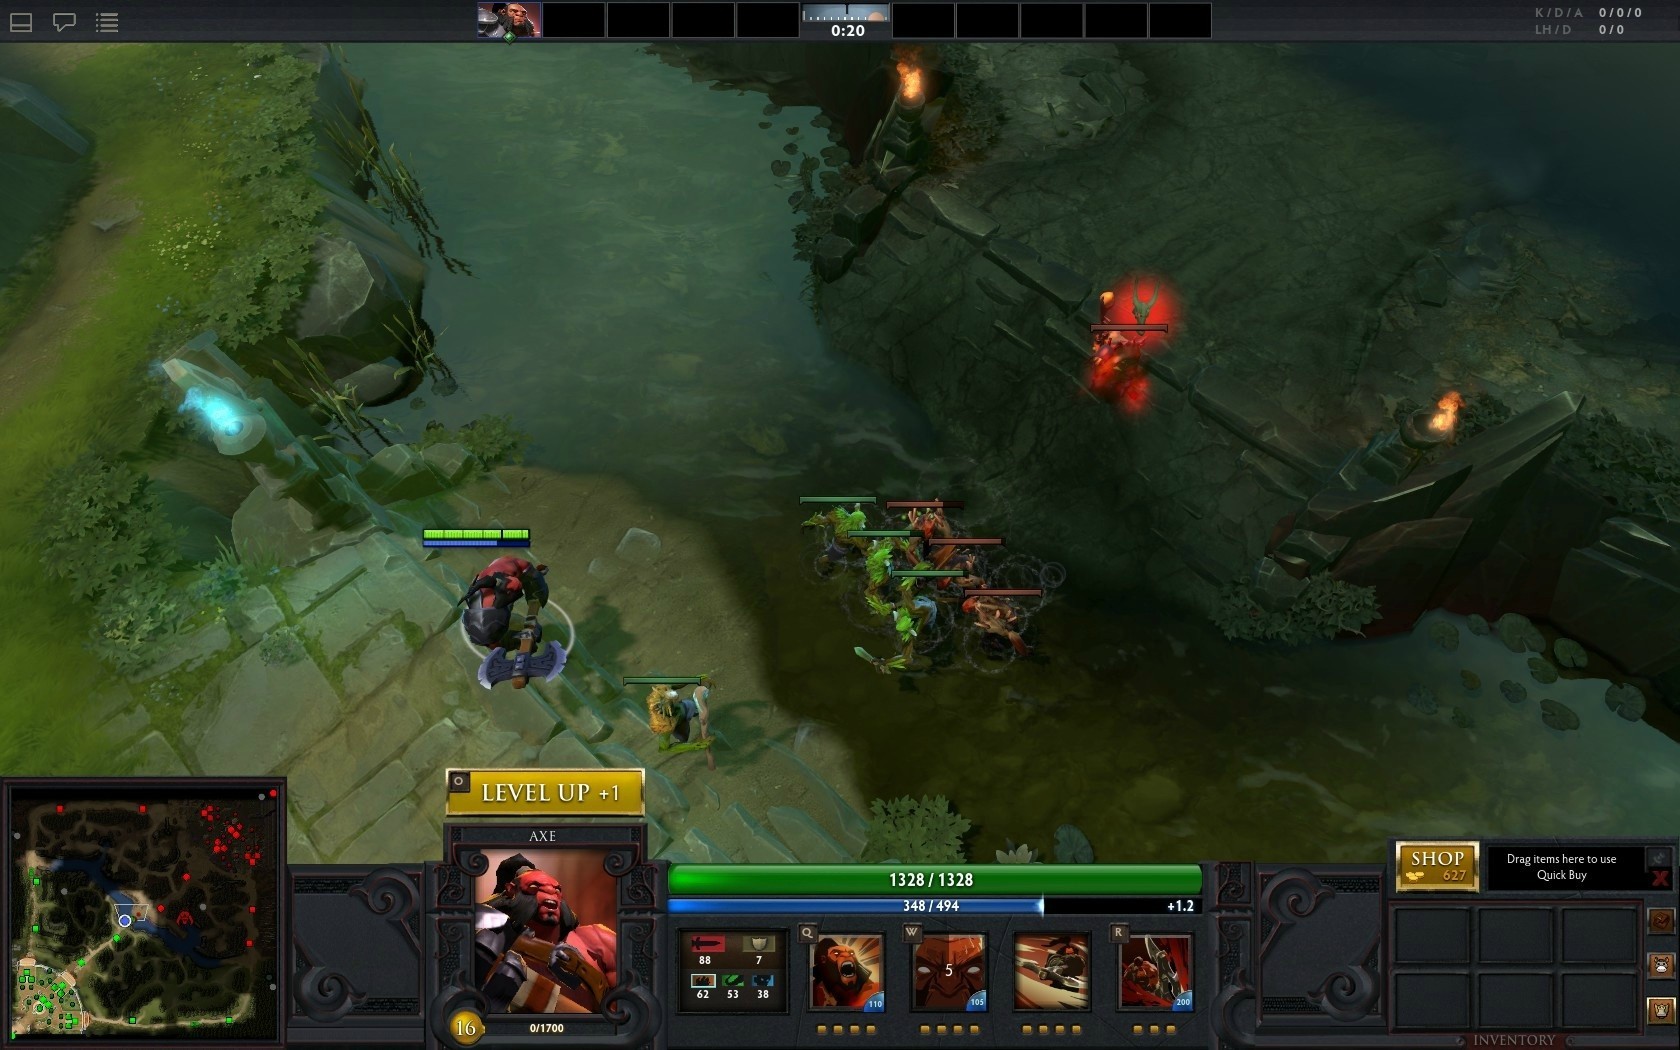 0:20
K/D/A 0/0/0
LH/D 0/0
O LEVEL UP +1
AXE
1328 / 1328
348 / 494 +1.2
88 7
62 53 38
Q 110
W 5 105
R 200
16 0/1700
SHOP
627
Drag items here to use
Quick Buy
INVENTORY